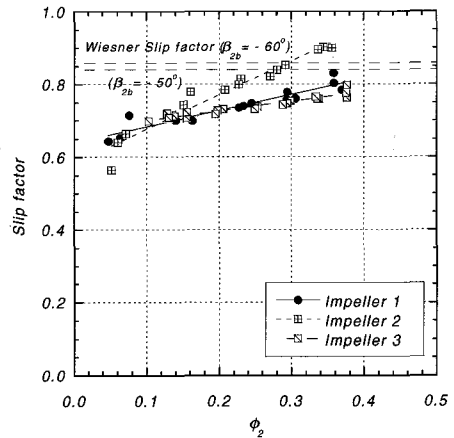 1.0
Wiesner Slip factor (β2b = - 60°)
(β2b = - 50°)
0.8
0.6
0.4
0.2
0.0
Slip factor
Impeller 1
Impeller 2
Impeller 3
0.0 0.1 0.2 0.3 0.4 0.5
ϕ2